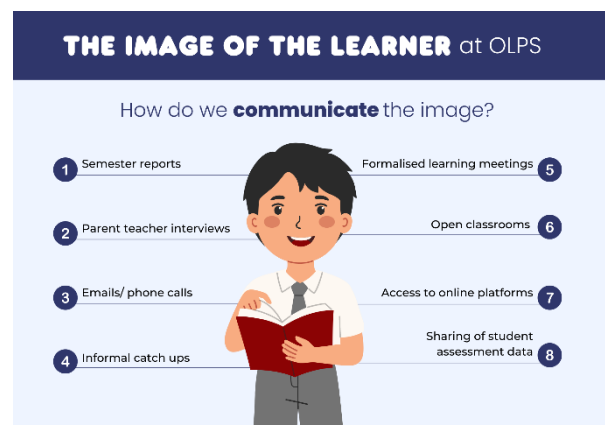 THE IMAGE OF THE LEARNER at OLPS
How do we communicate the image?
1 Semester reports
2 Parent teacher interviews
3 Emails/ phone calls
4 Informal catch ups
Formalised learning meetings 5
Open classrooms 6
Access to online platforms 7
Sharing of student
assessment data 8